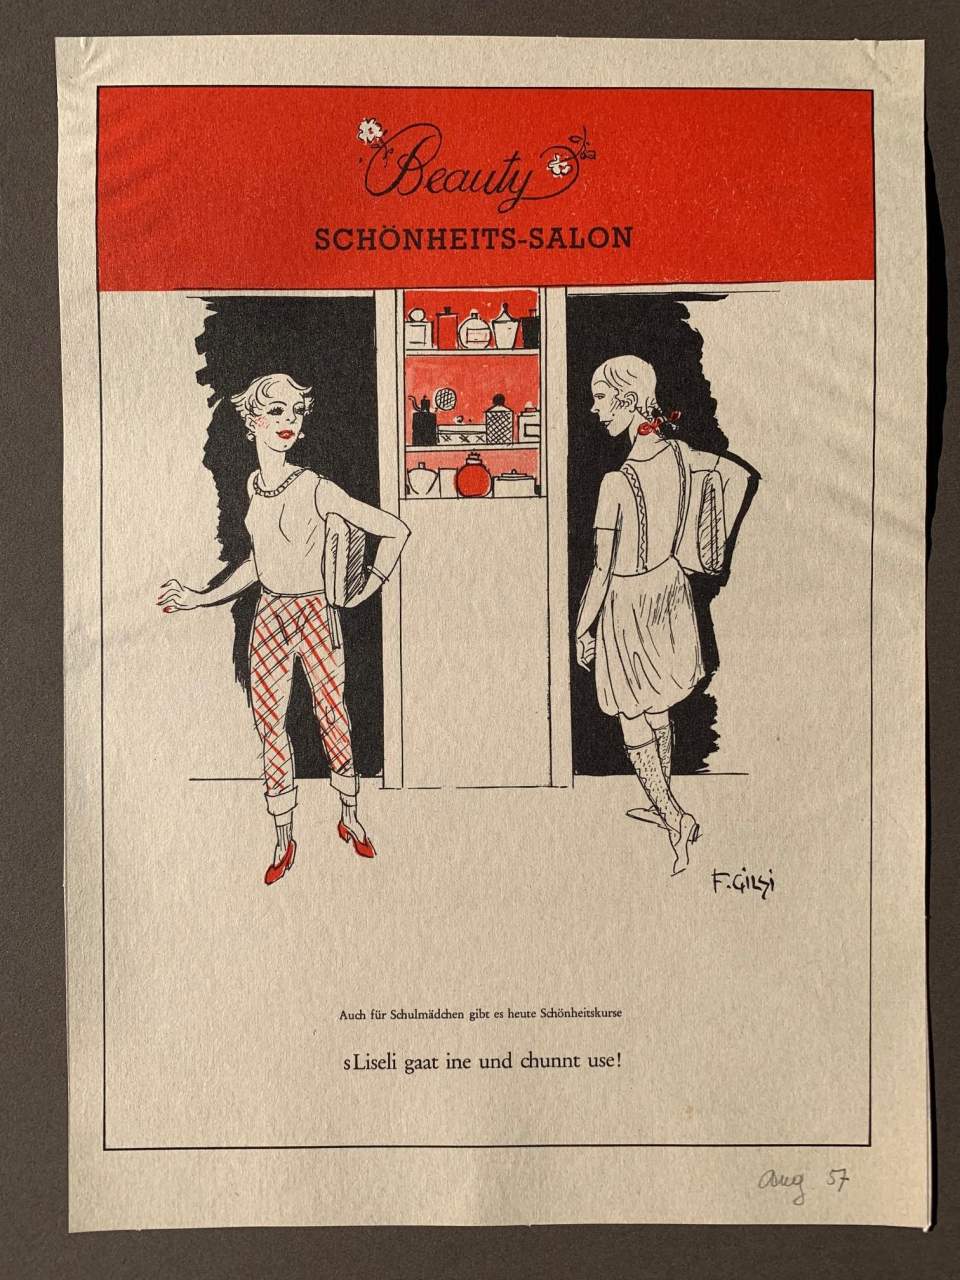 Beauty
SCHÖNHEITS-SALON
F. GILSI
Auch für Schulmädchen gibt es heute Schönheitskurse
sLiseli gaat ine und chunnt use!
Aug 57